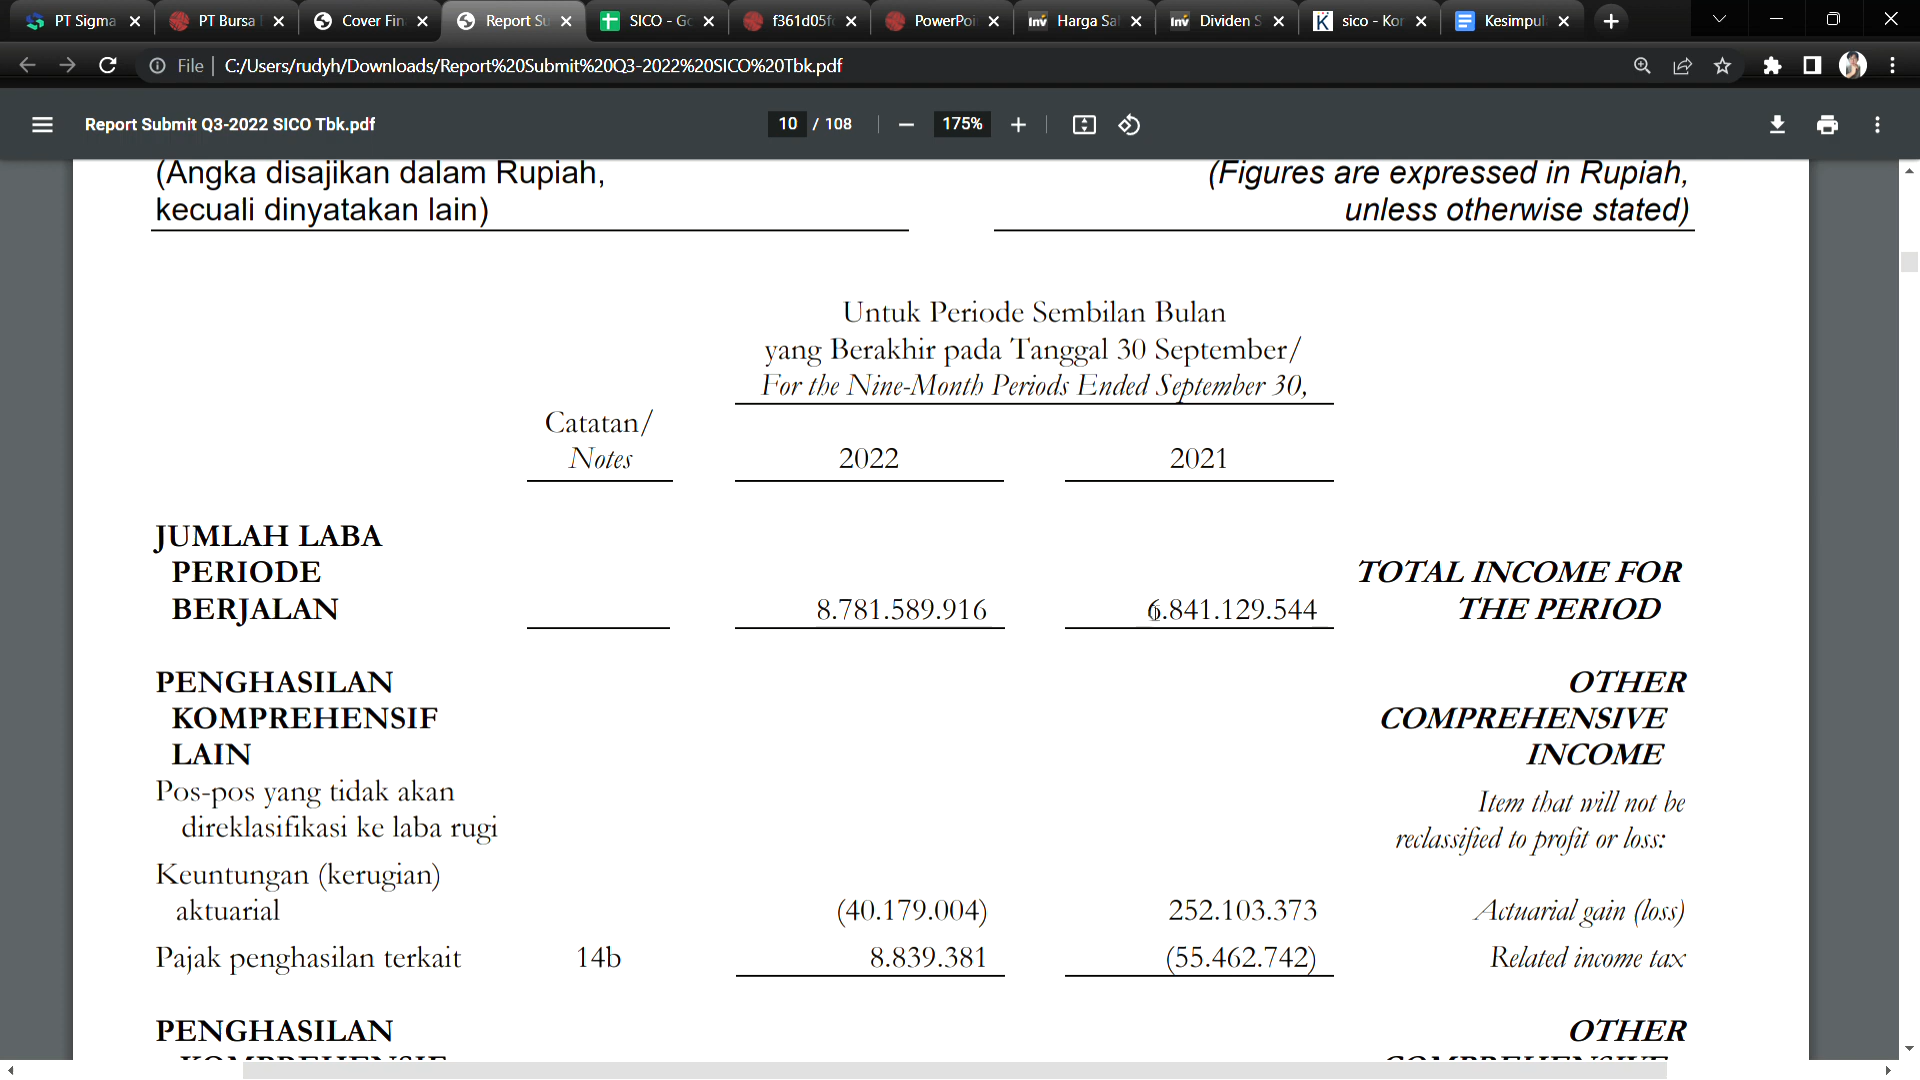 PT Sigma
PT Bursa
Cover Fin
Report Su
SICO - Go
f361d05f
PowerPoi
Harga Sa
Dividen S
sico - Kor
Kesimpul
File
C:/Users/rudyh/Downloads/Report%20Submit%20Q3-2022%20SICO%20Tbk.pdf
Report Submit Q3-2022 SICO Tbk.pdf
10 / 108
175%
(Angka disajikan dalam Rupiah,
kecuali dinyatakan lain)
(Figures are expressed in Rupiah,
unless otherwise stated)
Untuk Periode Sembilan Bulan
yang Berakhir pada Tanggal 30 September/
For the Nine-Month Periods Ended September 30,
Catatan/
Notes
2022
2021
JUMLAH LABA
PERIODE
BERJALAN
8.781.589.916
6.841.129.544
TOTAL INCOME FOR
THE PERIOD
PENGHASILAN
KOMPREHENSIF
LAIN
OTHER
COMPREHENSIVE
INCOME
Pos-pos yang tidak akan
direklasifikasi ke laba rugi
Item that will not be
reclassified to profit or loss:
Keuntungan (kerugian)
aktuarial
(40.179.004)
252.103.373
Actuarial gain (loss)
Pajak penghasilan terkait
14b
8.839.381
(55.462.742)
Related income tax
PENGHASILAN
KOMPREHENSIF
OTHER
COMPREHENSIVE